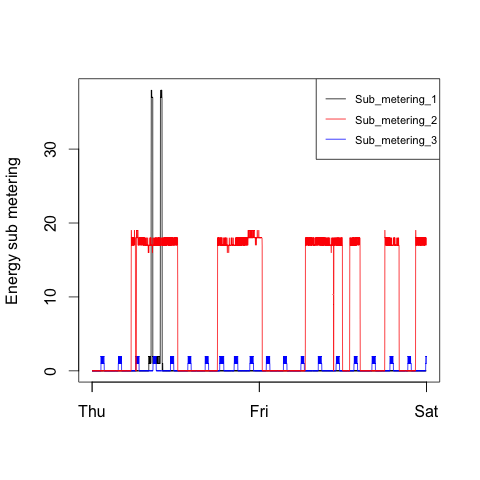 Sub_metering_1
Sub_metering_2
Sub_metering_3
Energy sub metering
30
20
10
0
Thu Fri Sat